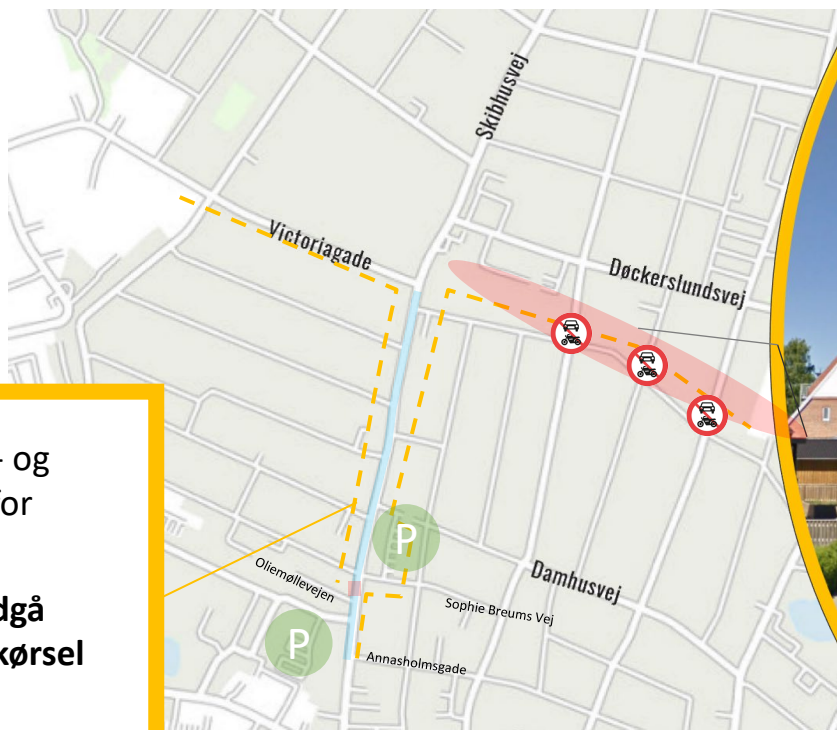 Skibhusvej
Victoriagade
Døckerslundsvej
- og
for
dgå
kørsel
P
Oliemøllevejen
Damhusvej
Sophie Breums Vej
P
Annasholmsgade